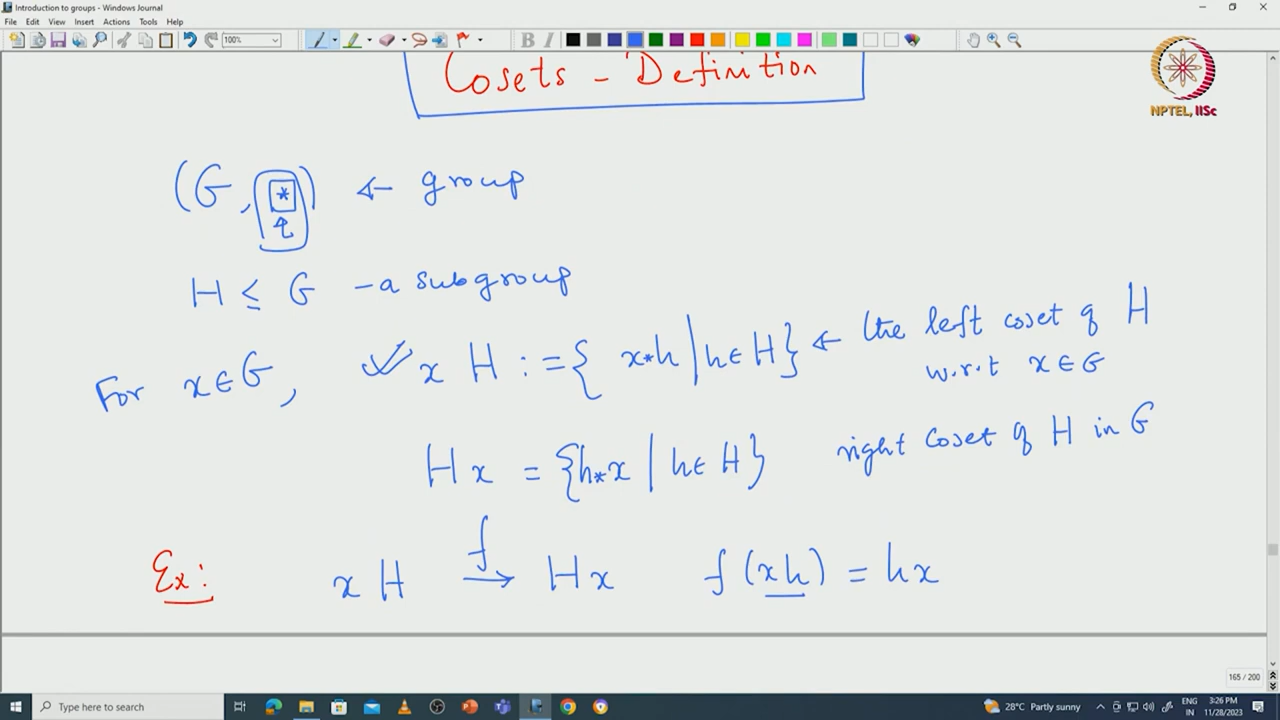 Introduction to groups - Windows Journal
File Edit View Insert Actions Tools Help
100%
B I
NPTEL, IISc
Cosets - Definition
(G, *) ← group
H ≤ G - a subgroup
For x∈G, x H := { x*h | h∈H } ← the left coset of H
w.r.t x∈G
Hx = {h*x | h∈H} right coset of H in G
Ex: xH f→ Hx f(xh) = hx
165 / 200
Type here to search
28°C Partly sunny
ENG
IN
3:26 PM
11/28/2023